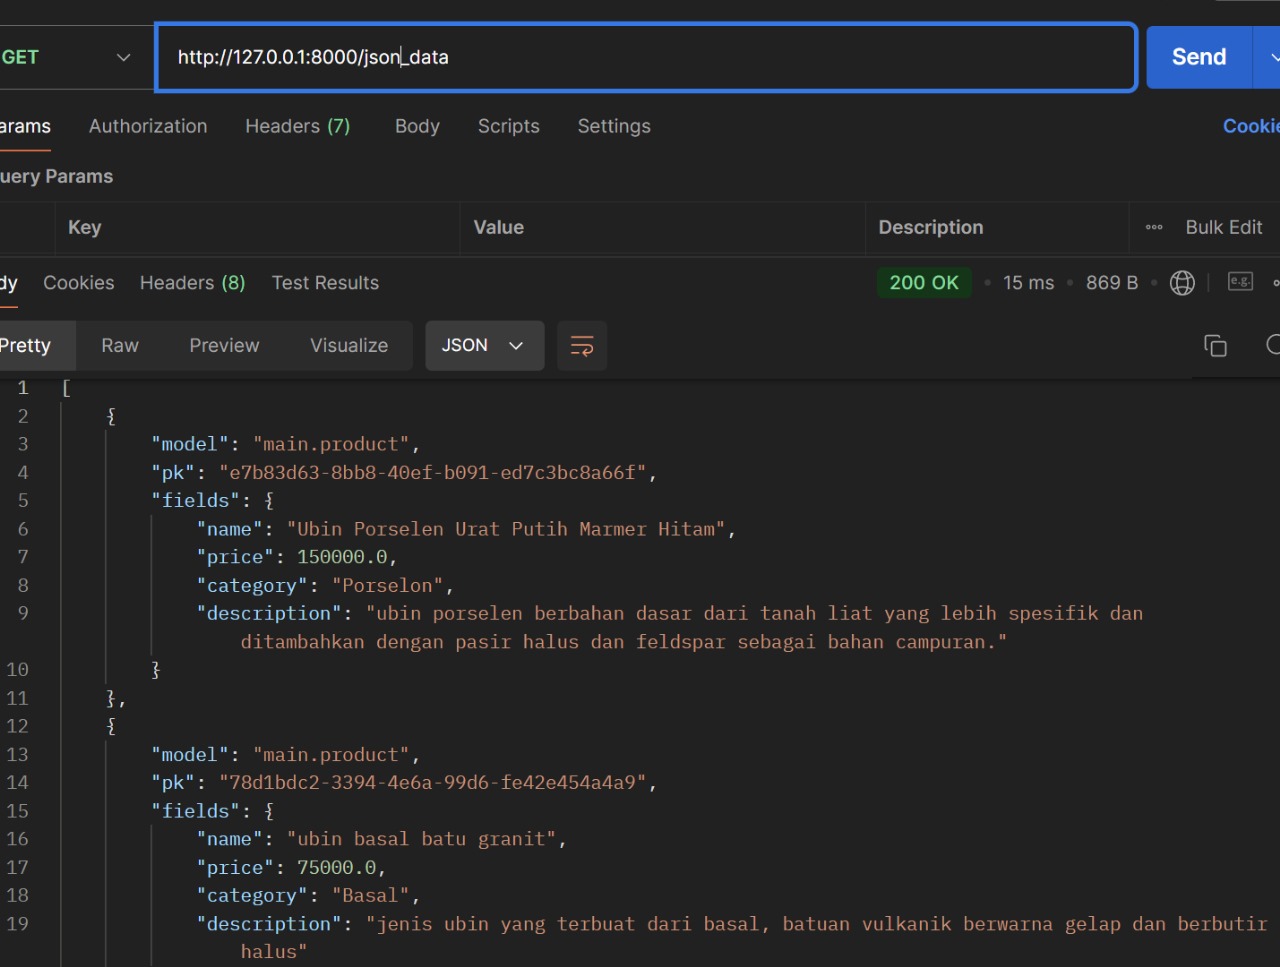 GET http://127.0.0.1:8000/json_data Send
arams Authorization Headers (7) Body Scripts Settings Cookie
uery Params
Key Value Description Bulk Edit
dy Cookies Headers (8) Test Results 200 OK 15 ms 869 B e.g.
Pretty Raw Preview Visualize JSON
1 [
2 {
3 "model": "main.product",
4 "pk": "e7b83d63-8bb8-40ef-b091-ed7c3bc8a66f",
5 "fields": {
6 "name": "Ubin Porselen Urat Putih Marmer Hitam",
7 "price": 150000.0,
8 "category": "Porselon",
9 "description": "ubin porselen berbahan dasar dari tanah liat yang lebih spesifik dan
ditambahkan dengan pasir halus dan feldspar sebagai bahan campuran."
10 }
11 },
12 {
13 "model": "main.product",
14 "pk": "78d1bdc2-3394-4e6a-99d6-fe42e454a4a9",
15 "fields": {
16 "name": "ubin basal batu granit",
17 "price": 75000.0,
18 "category": "Basal",
19 "description": "jenis ubin yang terbuat dari basal, batuan vulkanik berwarna gelap dan berbutir
halus"